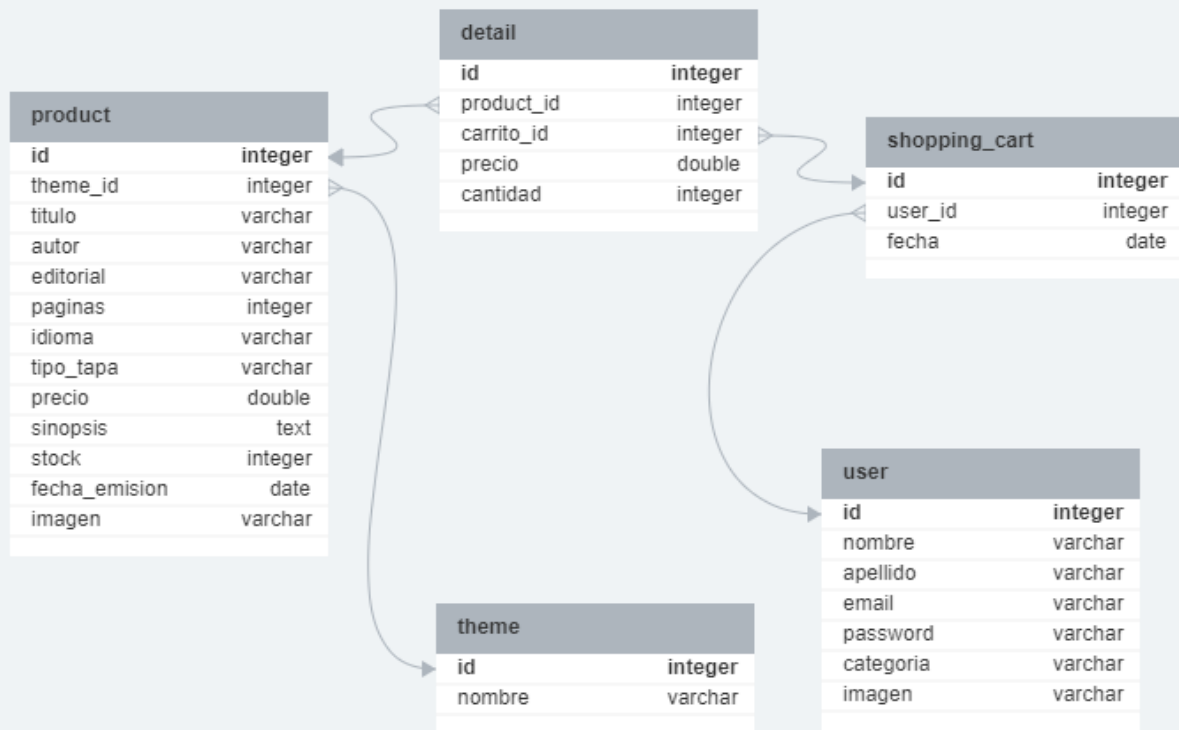 detail
id integer
product_id integer
carrito_id integer
precio double
cantidad integer
product
id integer
theme_id integer
titulo varchar
autor varchar
editorial varchar
paginas integer
idioma varchar
tipo_tapa varchar
precio double
sinopsis text
stock integer
fecha_emision date
imagen varchar
shopping_cart
id integer
user_id integer
fecha date
user
id integer
nombre varchar
apellido varchar
email varchar
password varchar
categoria varchar
imagen varchar
theme
id integer
nombre varchar